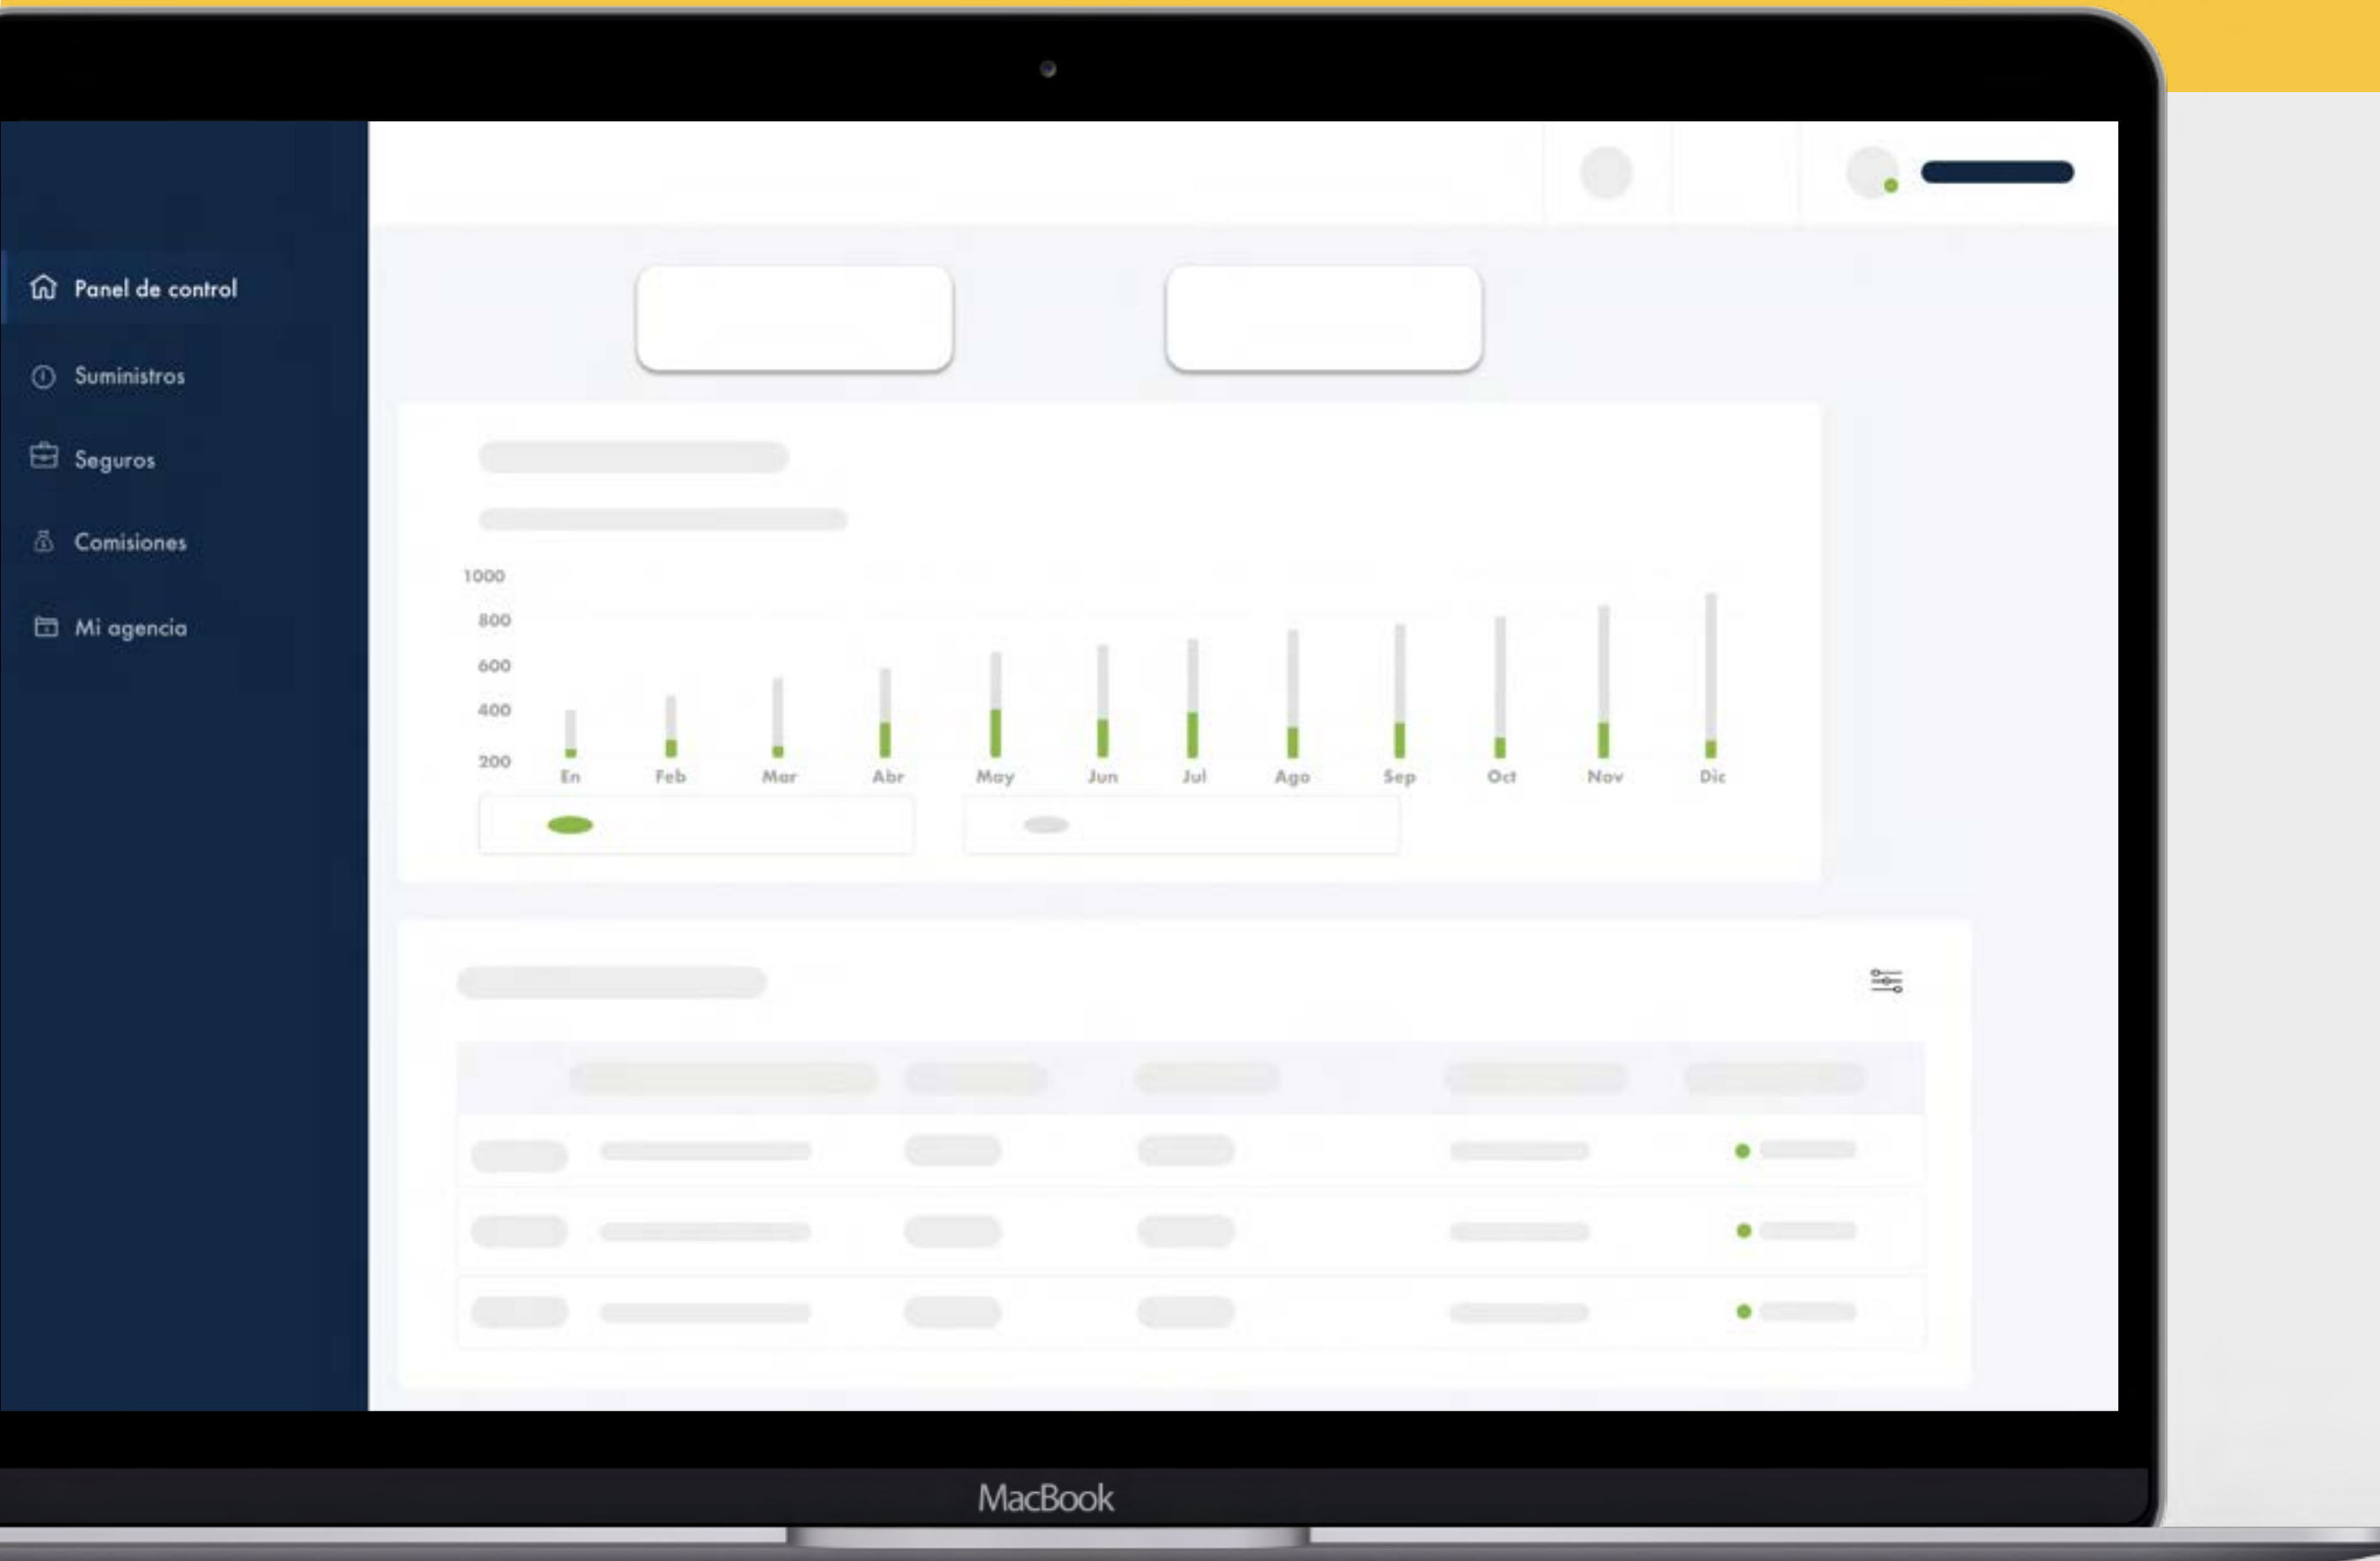 Panel de control
Suministros
Seguros
Comisiones
Mi agencia
1000
800
600
400
200
En Feb Mar Abr May Jun Jul Ago Sep Oct Nov Dic
MacBook